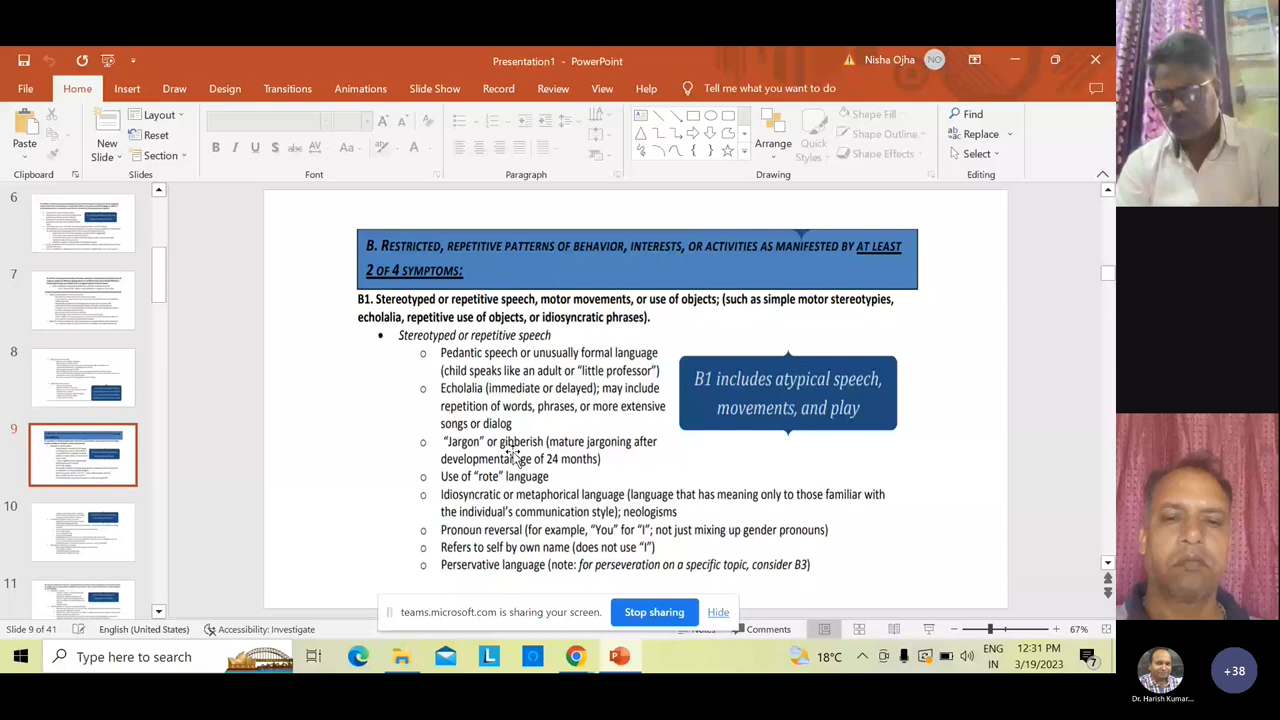 Presentation1 - PowerPoint
Nisha Ojha
NO
File
Home
Insert
Draw
Design
Transitions
Animations
Slide Show
Record
Review
View
Help
Tell me what you want to do
Paste
New
Slide
Layout
Reset
Section
Arrange
Quick
Styles
Shape Fill
Shape Outline
Shape Effects
Find
Replace
Select
Clipboard
Slides
Font
Paragraph
Drawing
Editing
6
7
8
9
10
11
B. RESTRICTED, REPETITIVE PATTERNS OF BEHAVIOR, INTERESTS, OR ACTIVITIES AS MANIFESTED BY AT LEAST
2 OF 4 SYMPTOMS:
B1. Stereotyped or repetitive speech, motor movements, or use of objects; (such as simple motor stereotypies,
echolalia, repetitive use of objects, or idiosyncratic phrases).
• Stereotyped or repetitive speech
o Pedantic speech or unusually formal language
(child speaks like an adult or “little professor”)
o Echolalia (immediate or delayed); may include
repetition of words, phrases, or more extensive
songs or dialog
o “Jargon” or gibberish (mature jargoning after
developmental age of 24 months)
o Use of “rote” language
o Idiosyncratic or metaphorical language (language that has meaning only to those familiar with
the individual’s communication style); neologisms
o Pronoun reversal (for example, “You” for “I”; not just mixing up gender pronouns)
o Refers to self by own name (does not use “I”)
o Perservative language (note: for perseveration on a specific topic, consider B3)
B1 includes atypical speech,
movements, and play
teams.microsoft.com is sharing your screen.
Stop sharing
Hide
Slide 9 of 41
English (United States)
Accessibility: Investigate
Notes
Comments
67%
Type here to search
18°C
ENG
IN
12:31 PM
3/19/2023
7
Dr. Harish Kumar...
+38